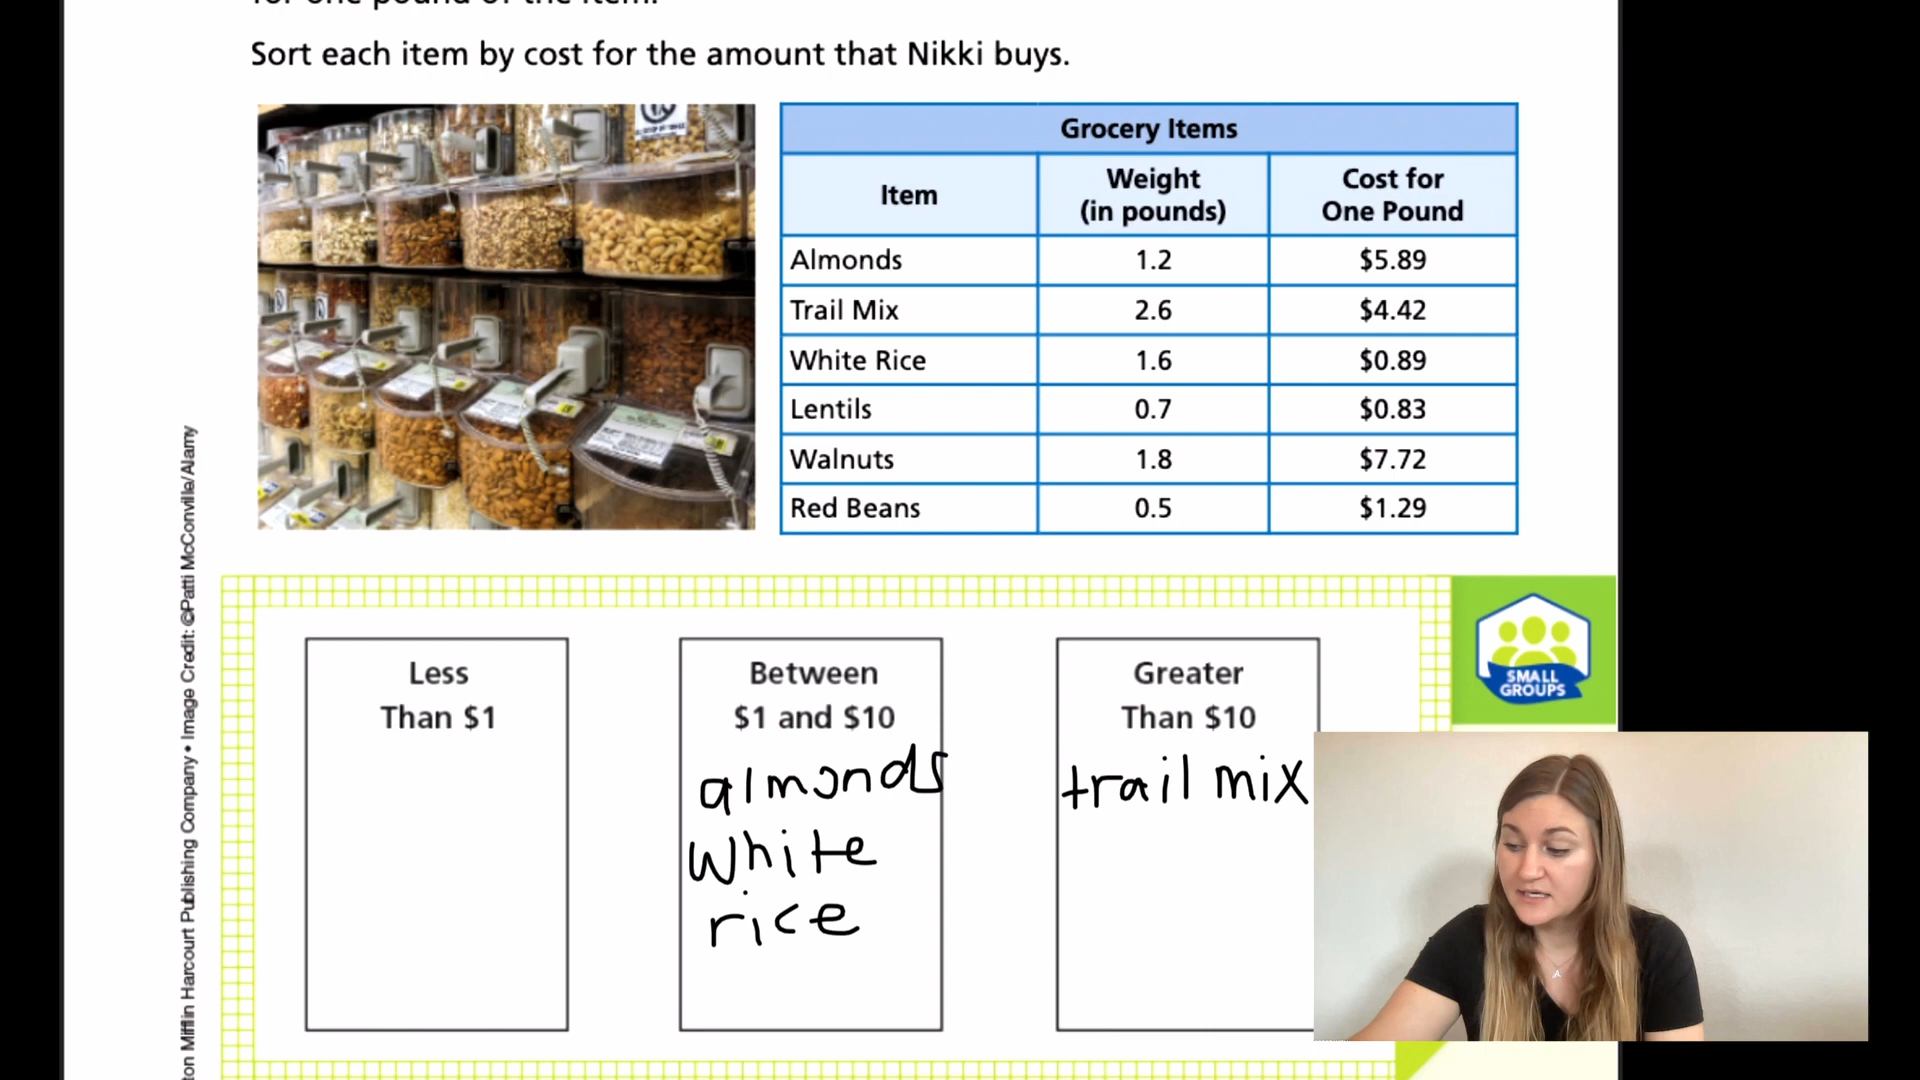 Sort each item by cost for the amount that Nikki buys.
Grocery Items
Item
Weight
(in pounds)
Cost for
One Pound
Almonds 1.2 $5.89
Trail Mix 2.6 $4.42
White Rice 1.6 $0.89
Lentils 0.7 $0.83
Walnuts 1.8 $7.72
Red Beans 0.5 $1.29
Less
Than $1
Between
$1 and $10
almonds
white
rice
Greater
Than $10
trail mix
SMALL
GROUPS
Mifflin Harcourt Publishing Company • Image Credit: ©Patti McConville/Alamy